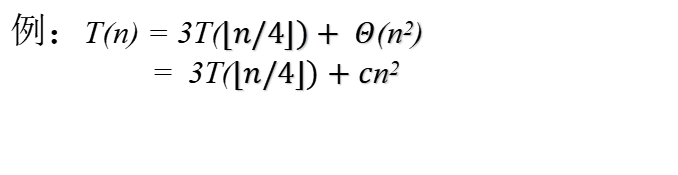 例：T(n) = 3T(⌊n/4⌋) + Θ(n²)
= 3T(⌊n/4⌋) + cn²